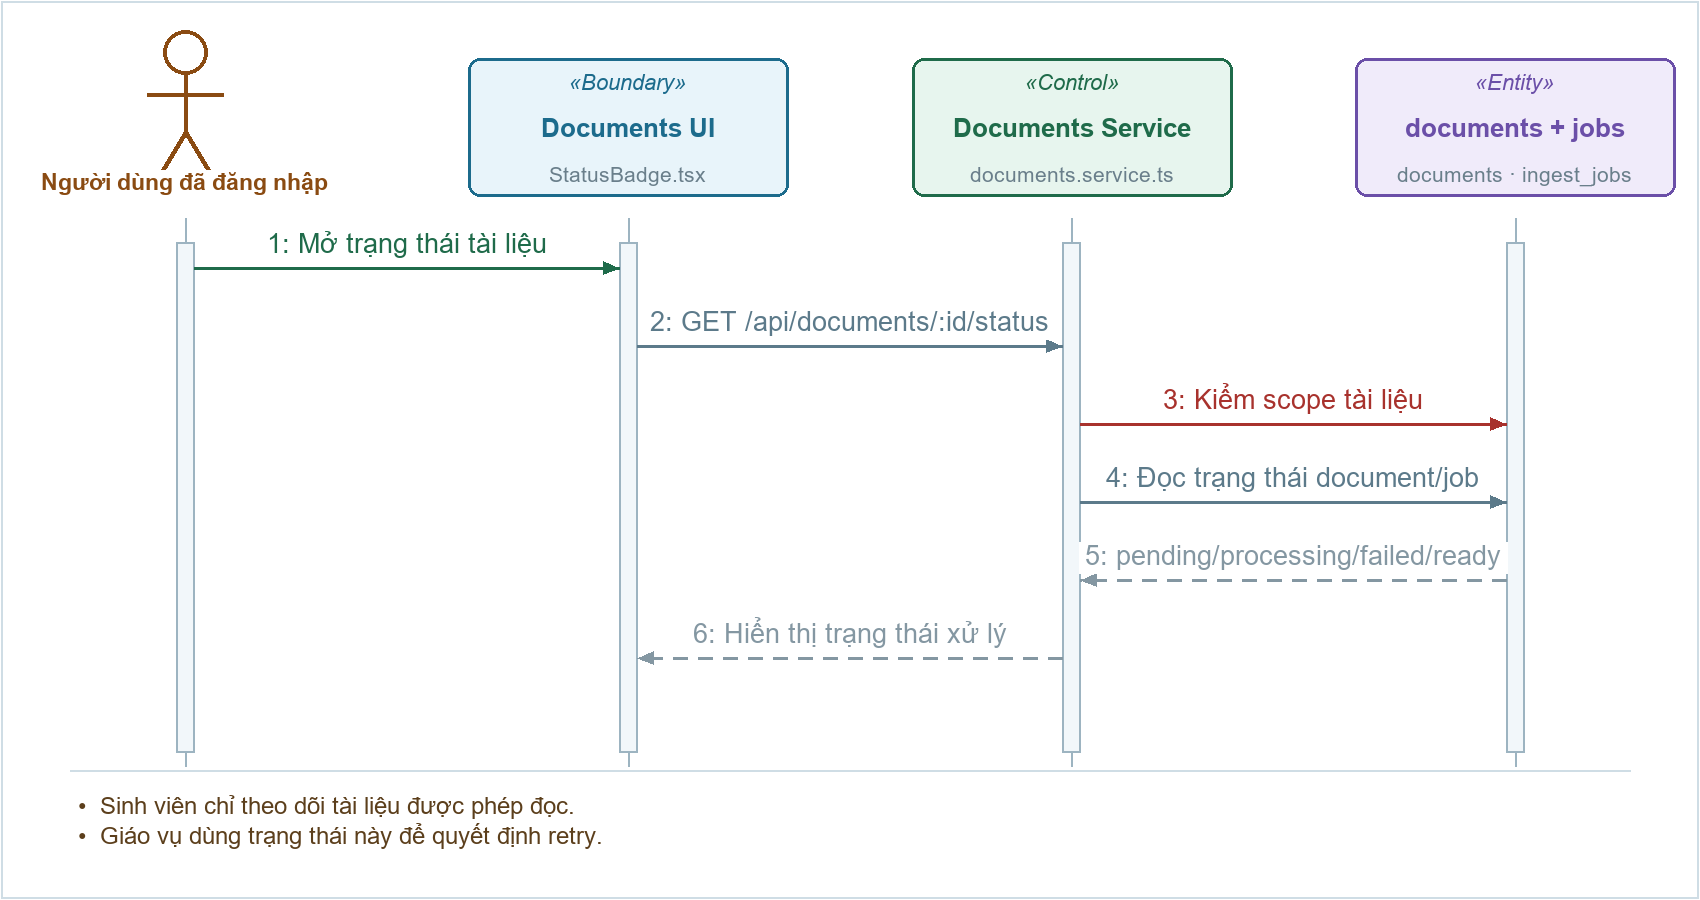 Người dùng đã đăng nhập
«Boundary»
Documents UI
StatusBadge.tsx
«Control»
Documents Service
documents.service.ts
«Entity»
documents + jobs
documents · ingest_jobs
1: Mở trạng thái tài liệu
2: GET /api/documents/:id/status
3: Kiểm scope tài liệu
4: Đọc trạng thái document/job
5: pending/processing/failed/ready
6: Hiển thị trạng thái xử lý
• Sinh viên chỉ theo dõi tài liệu được phép đọc.
• Giáo vụ dùng trạng thái này để quyết định retry.